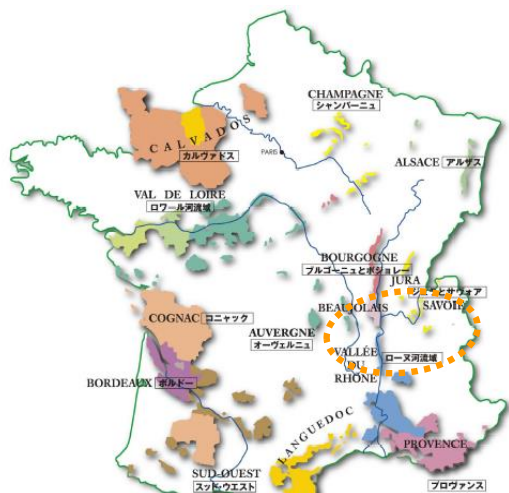 CHAMPAGNE
シャンパーニュ
CALVADOS
カルヴァドス
PARIS
ALSACE アルザス
VAL DE LOIRE
ロワール河流域
BOURGOGNE
ブルゴーニュとボジョレー
JURA
ジュラとサヴォア
SAVOIE
BEAUJOLAIS
COGNAC コニャック
AUVERGNE
オーヴェルニュ
VALLÉE
DU
RHÔNE
ローヌ河流域
BORDEAUX ボルドー
LANGUEDOC
PROVENCE
プロヴァンス
SUD-OUEST
スッド・ウエスト